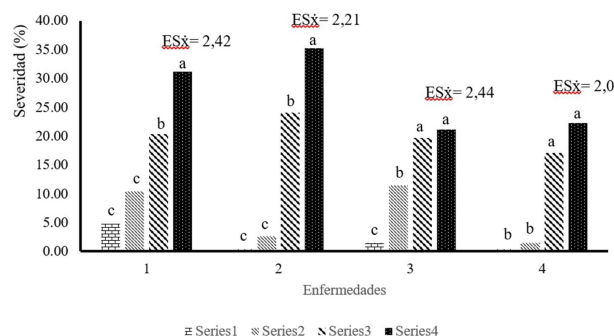 ESẋ= 2,42
ESẋ= 2,21
ESẋ= 2,44
ESẋ= 2,0
Severidad (%)
40.00
35.00
30.00
25.00
20.00
15.00
10.00
5.00
0.00
c c b a
c c b a
c b a a
b b a a
1 2 3 4
Enfermedades
Series1 Series2 Series3 Series4